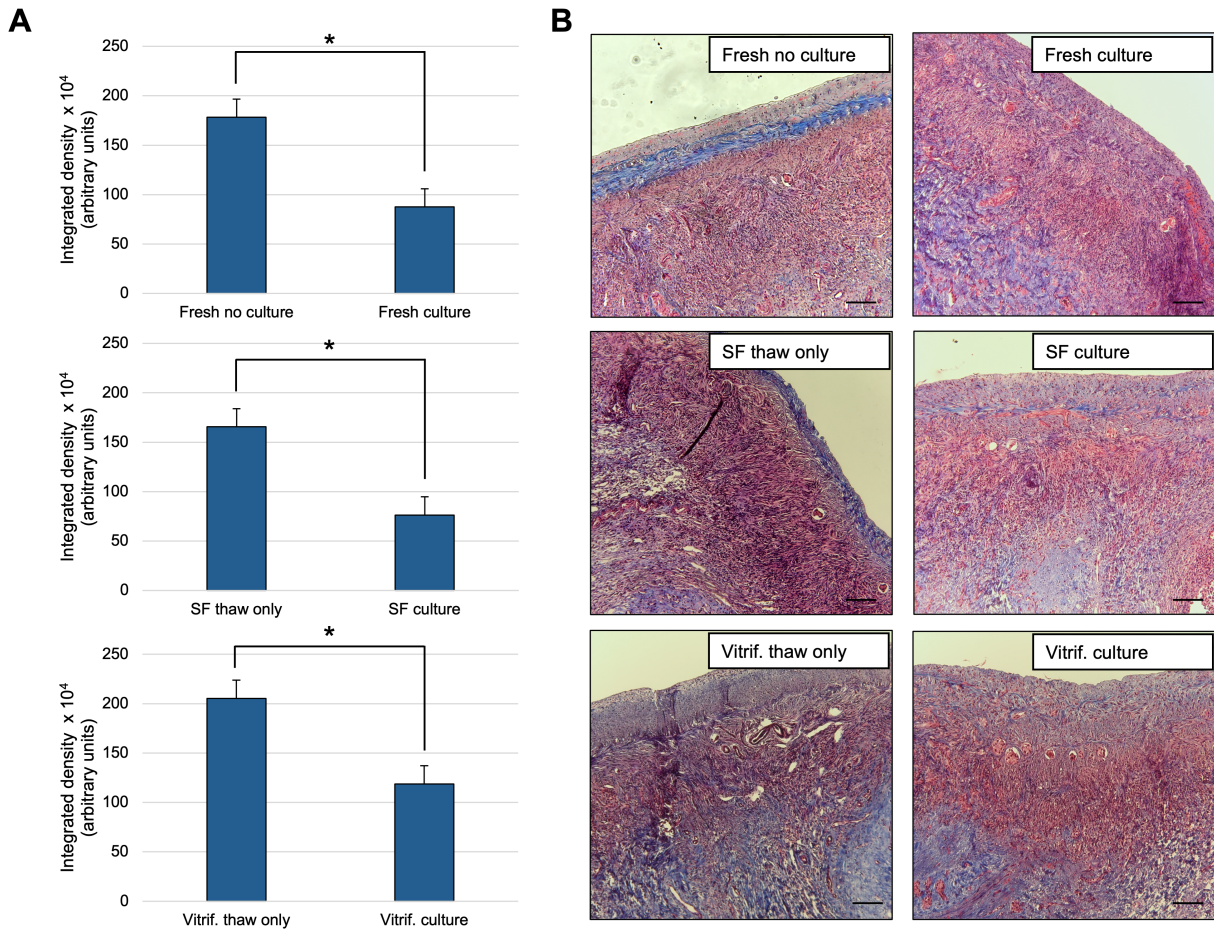 A
Integrated density x 10⁴
(arbitrary units)
250
200
150
100
50
0
*
Fresh no culture
Fresh culture
Integrated density x 10⁴
(arbitrary units)
250
200
150
100
50
0
*
SF thaw only
SF culture
Integrated density x 10⁴
(arbitrary units)
250
200
150
100
50
0
*
Vitrif. thaw only
Vitrif. culture
B
Fresh no culture
Fresh culture
SF thaw only
SF culture
Vitrif. thaw only
Vitrif. culture